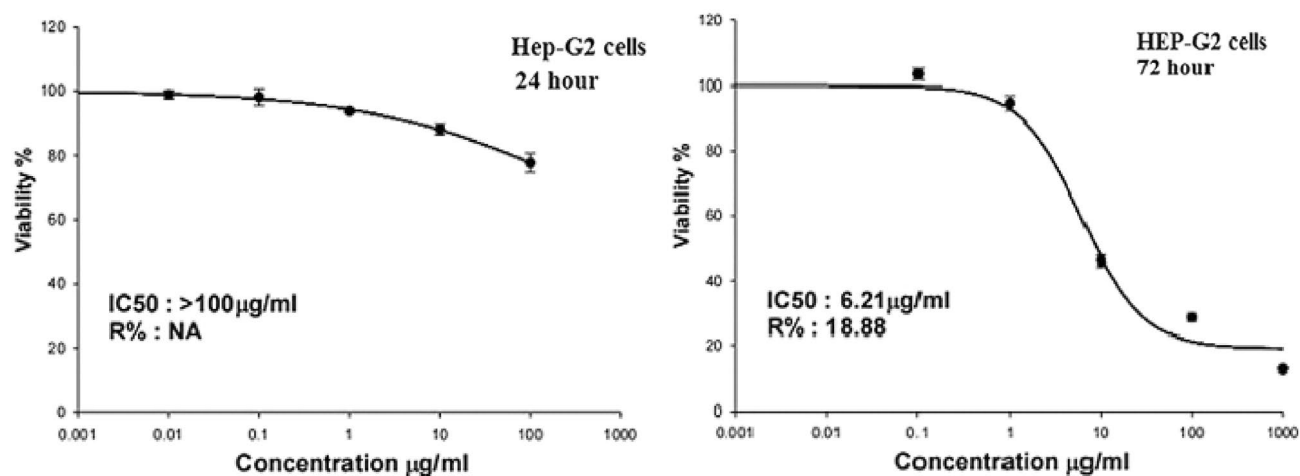 120
100
80
60
40
20
0
Viability %
Hep-G2 cells
24 hour
IC50 : >100μg/ml
R% : NA
0.001 0.01 0.1 1 10 100 1000
Concentration μg/ml
120
100
80
60
40
20
0
Viability %
HEP-G2 cells
72 hour
IC50 : 6.21μg/ml
R% : 18.88
0.001 0.01 0.1 1 10 100 1000
Concentration μg/ml